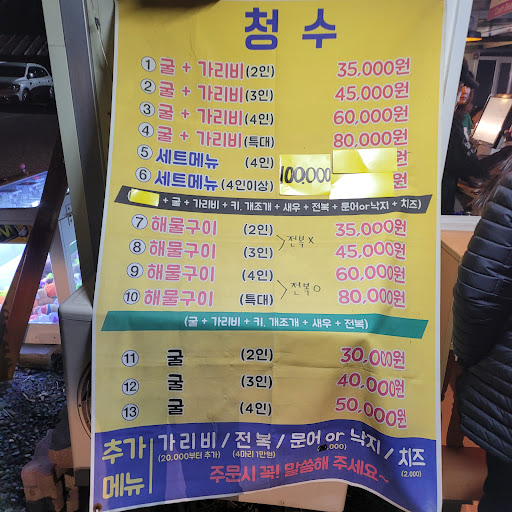 청수
① 굴 + 가리비 (2인) 35,000원
② 굴 + 가리비 (3인) 45,000원
③ 굴 + 가리비 (4인) 60,000원
④ 굴 + 가리비 (특대) 80,000원
⑤ 세트메뉴 (4인) 원
⑥ 세트메뉴 (4인이상) 100,000 원
+ 굴 + 가리비 + 키, 개조개 + 새우 + 전복 + 문어or낙지 + 치즈)
⑦ 해물구이 (2인) 35,000원
⑧ 해물구이 (3인) >전복 X 45,000원
⑨ 해물구이 (4인) 60,000원
⑩ 해물구이 (특대) >전복 O 80,000원
(굴 + 가리비 + 키, 개조개 + 새우 + 전복)
11 굴 (2인) 30,000원
12 굴 (3인) 40,000원
13 굴 (4인) 50,000원
추가메뉴
가리비 / 전복 / 문어 or 낙지 / 치즈
(20,000부터 추가) (4마리 1만원) ,000) (2,000)
주문시 꼭! 말씀해 주세요~